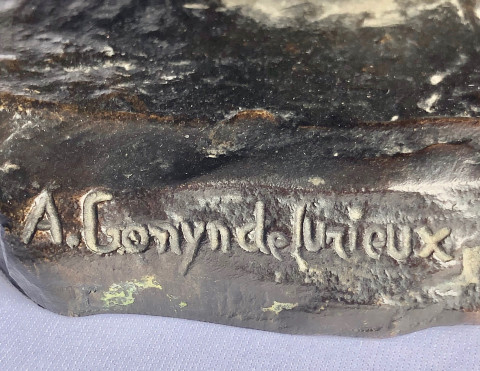 A. Gonyn de lurieux